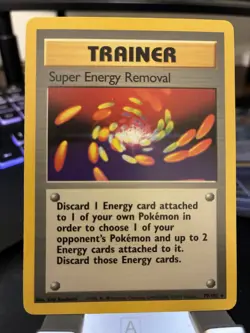 TRAINER
Super Energy Removal
Discard 1 Energy card attached
to 1 of your own Pokémon in
order to choose 1 of your
opponent's Pokémon and up to 2
Energy cards attached to it.
Discard those Energy cards.
A